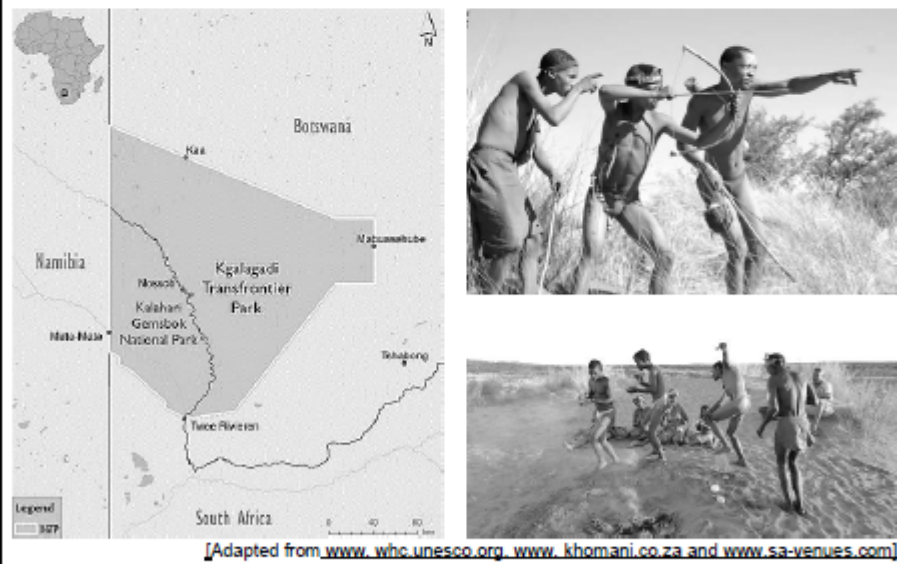 N
Botswana
Kaa
Mabuasehube
Namibia
Kgalagadi
Transfrontier
Park
Nossob
Kalahari
Gemsbok
National Park
Mata-Mata
Tshabong
Twee Rivieren
Legend
South Africa
0 40 80
[Adapted from www. whc.unesco.org, www. khomani.co.za and www.sa-venues.com]